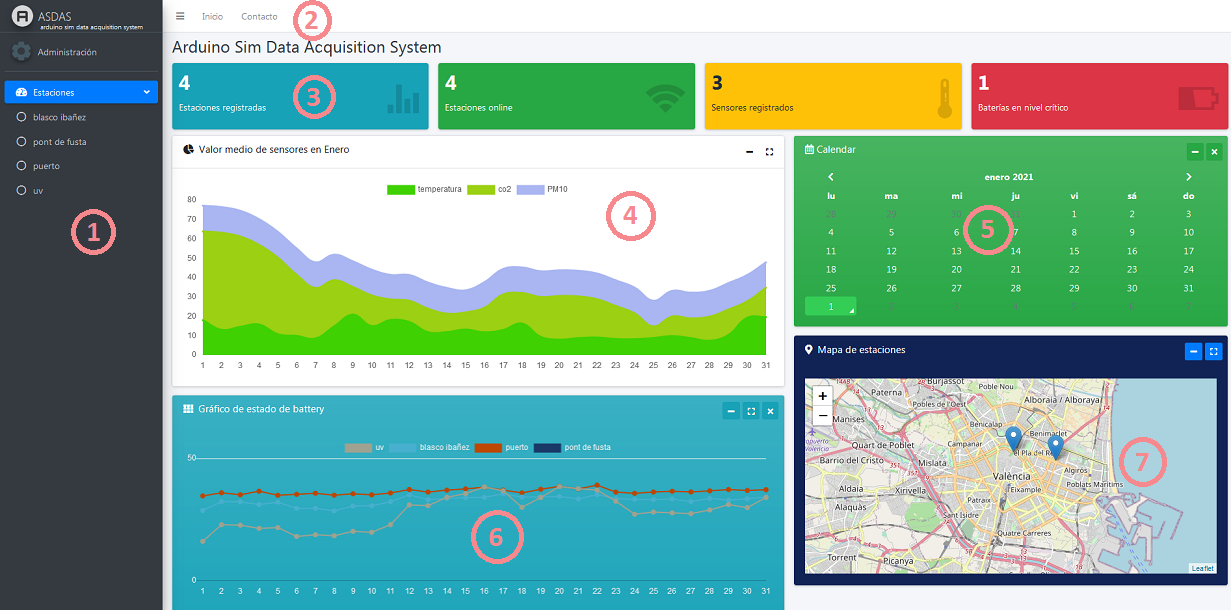 ASDAS
arduino sim data acquisition system
Administración
Estaciones
blasco ibañez
pont de fusta
puerto
uv
1
Inicio
Contacto
2
Arduino Sim Data Acquisition System
4
Estaciones registradas
3
4
Estaciones online
3
Sensores registrados
1
Baterías en nivel crítico
Valor medio de sensores en Enero
temperatura co2 PM10
80
70
60
50
40
30
20
10
0
1 2 3 4 5 6 7 8 9 10 11 12 13 14 15 16 17 18 19 20 21 22 23 24 25 26 27 28 29 30 31
4
Calendar
enero 2021
lu ma mi ju vi sá do
28 29 30 1 2 3
4 5 6 7 8 9 10
11 12 13 14 15 16 17
18 19 20 21 22 23 24
25 26 27 28 29 30 31
1
5
Gráfico de estado de battery
uv blasco ibañez puerto pont de fusta
50
0
1 2 3 4 5 6 7 8 9 10 11 12 13 14 15 16 17 18 19 20 21 22 23 24 25 26 27 28 29 30 31
6
Mapa de estaciones
+
−
Burjassot
Poble Nou
Paterna
Pobles de l'Oest
Alboraia / Alboraya
Manises
Benicalap
Benimaclet
Quart de Poblet
Campanar
el Pla del Re
Barrio del Cristo
Mislata
València
Algirós
Aldaia
Xirivella
l'Eixample
Poblats Marítims
Patraix
Alaquàs
Sant Isidre
Quatre Carreres
Torrent
Picanya
Leaflet
7